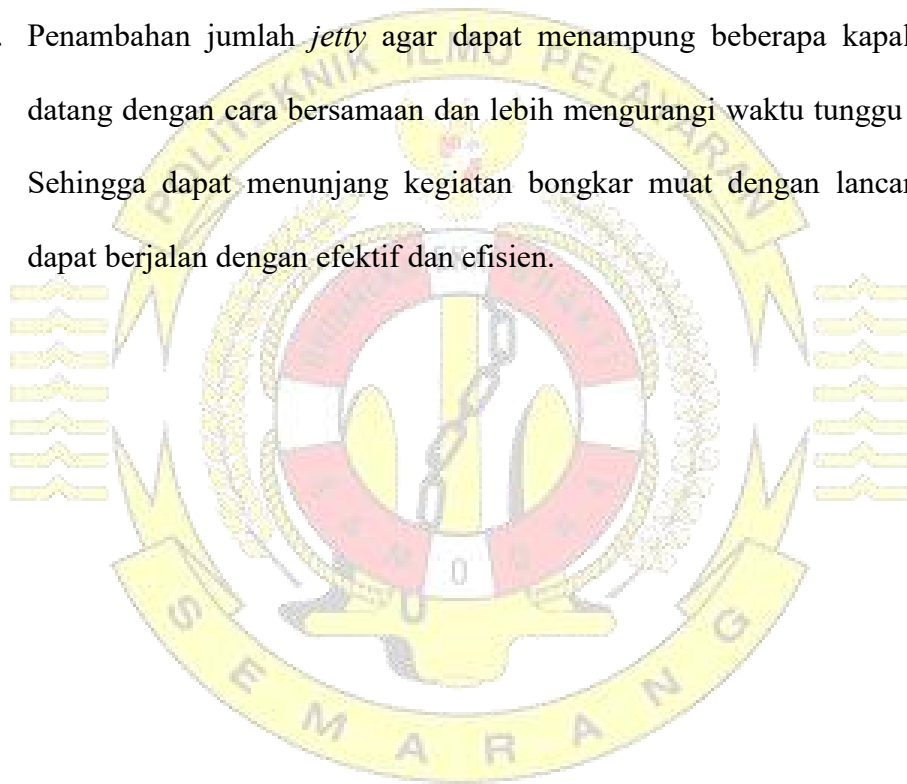 . Penambahan jumlah jetty agar dapat menampung beberapa kapal
datang dengan cara bersamaan dan lebih mengurangi waktu tunggu
Sehingga dapat menunjang kegiatan bongkar muat dengan lancar
dapat berjalan dengan efektif dan efisien.
POLITEKNIK ILMU PELAYARAN
SEMARANG